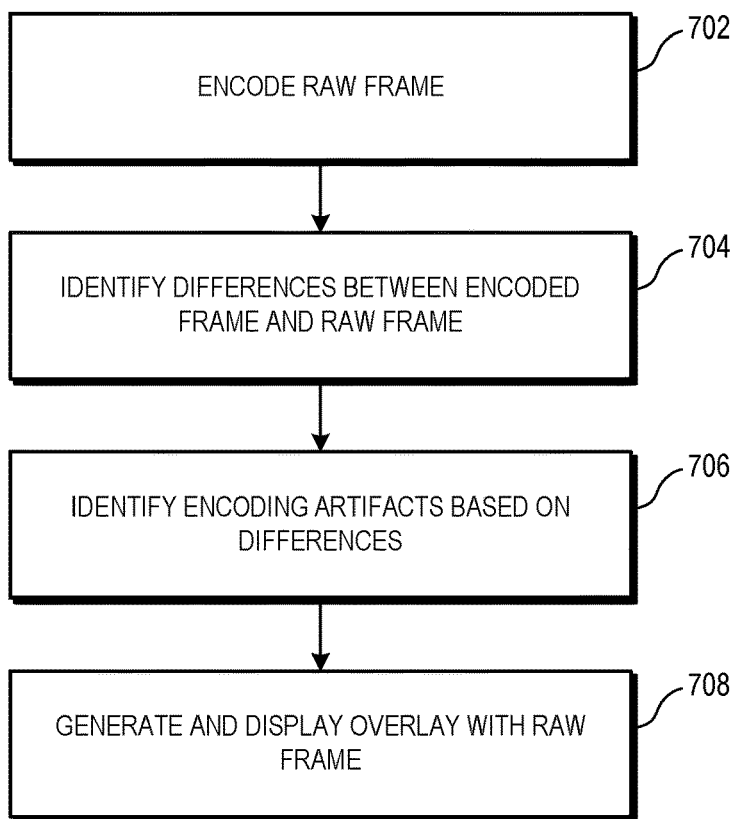 702
ENCODE RAW FRAME
704
IDENTIFY DIFFERENCES BETWEEN ENCODED
FRAME AND RAW FRAME
706
IDENTIFY ENCODING ARTIFACTS BASED ON
DIFFERENCES
708
GENERATE AND DISPLAY OVERLAY WITH RAW
FRAME